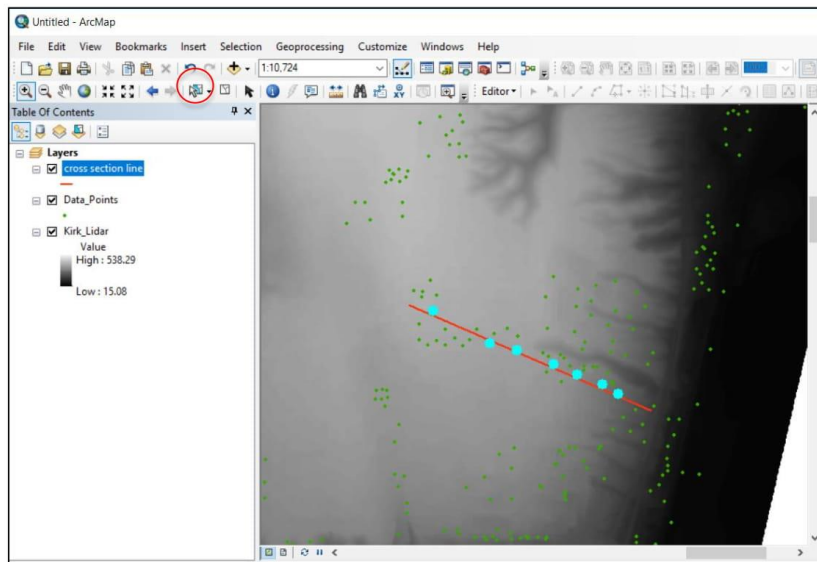 Untitled - ArcMap
File Edit View Bookmarks Insert Selection Geoprocessing Customize Windows Help
1:10,724
Editor
Table Of Contents
Layers
cross section line
Data_Points
Kirk_Lidar
Value
High : 538.29
Low : 15.08